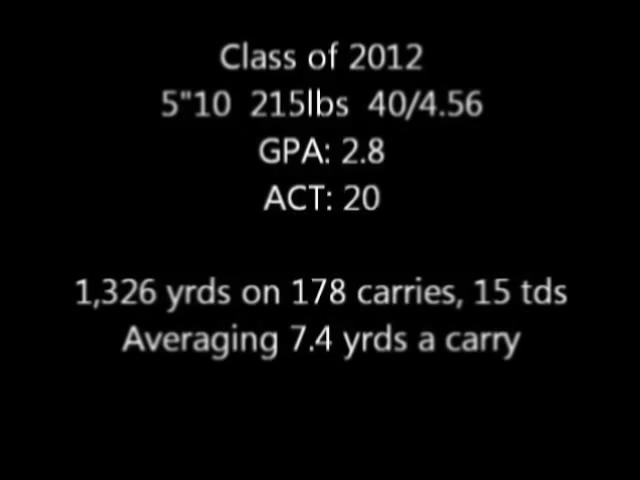 Class of 2012
5"10 215lbs 40/4.56
GPA: 2.8
ACT: 20
1,326 yrds on 178 carries, 15 tds
Averaging 7.4 yrds a carry